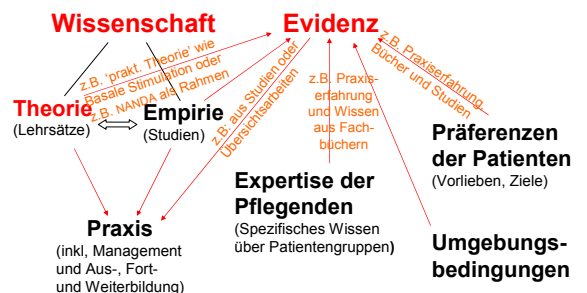 Wissenschaft
Evidenz
z.B. 'prakt. Theorie' wie
Basale Stimulation oder
z.B. NANDA als Rahmen
z.B. aus Studien oder
Übersichtsarbeiten
z.B. Praxis-
erfahrung
und Wissen
aus Fach-
büchern
z.B. Praxiserfahrung,
Bücher und Studien
Theorie
(Lehrsätze)
Empirie
(Studien)
Präferenzen
der Patienten
(Vorlieben, Ziele)
Expertise der
Pflegenden
(Spezifisches Wissen
über Patientengruppen)
Praxis
(inkl, Management
und Aus-, Fort-
und Weiterbildung)
Umgebungs-
bedingungen